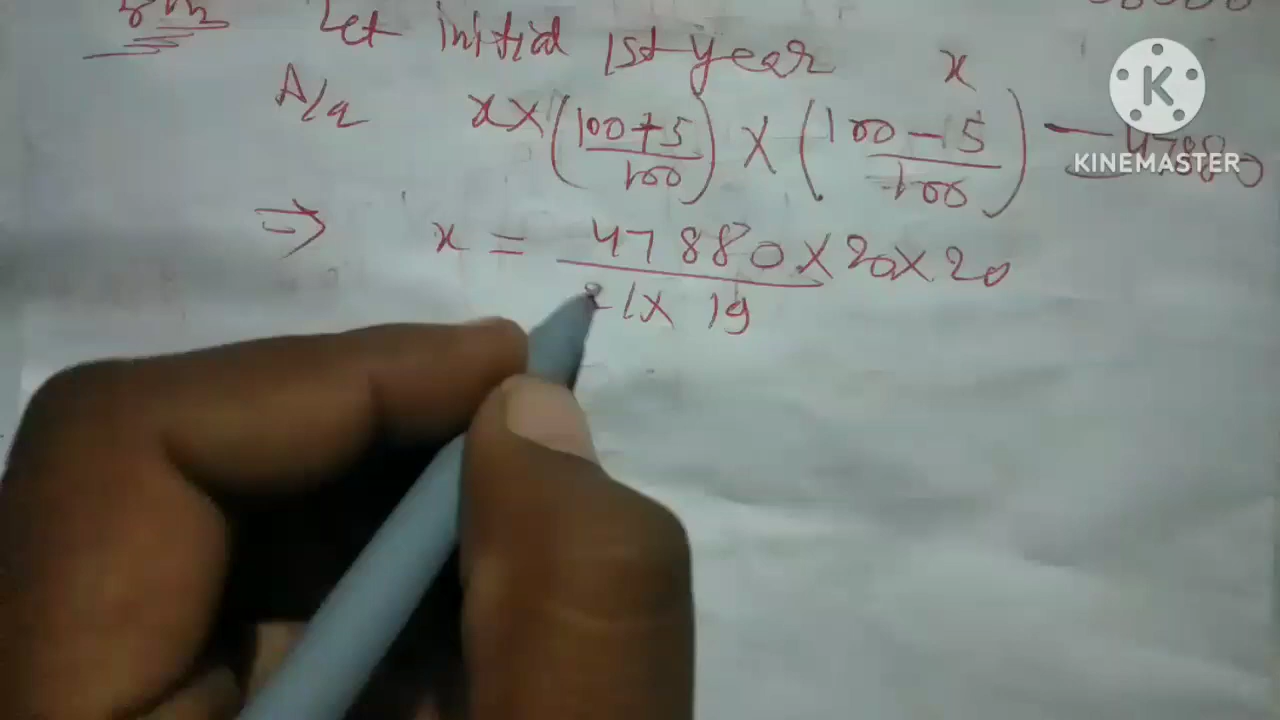 Let initial 1st year x
A/q x×(100+5/100)×(100-5/100) = 47880
⇒ x = 47880×20×20/21×19
K
KINEMASTER